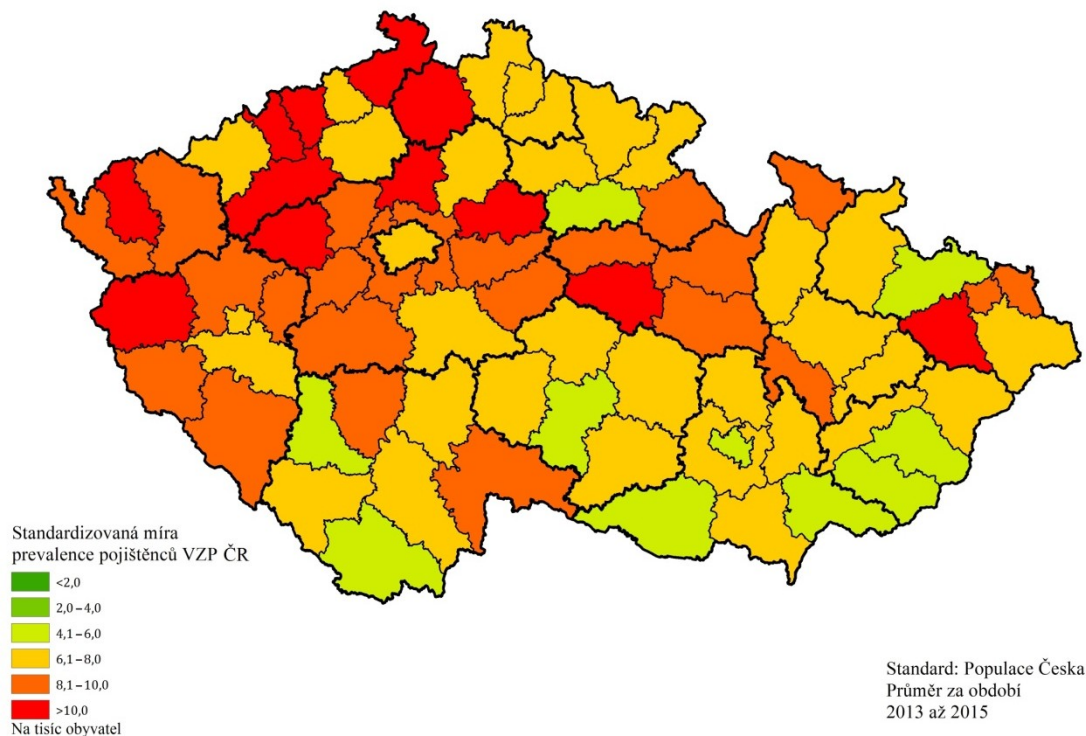 Standardizovaná míra
prevalence pojištěnců VZP ČR
<2,0
2,0–4,0
4,1–6,0
6,1–8,0
8,1–10,0
>10,0
Na tisíc obyvatel
Standard: Populace Česka
Průměr za období
2013 až 2015